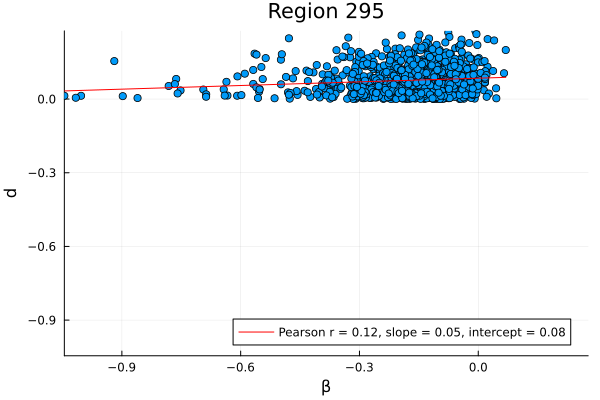 Region 295
0.0
−0.3
−0.6
−0.9
d
Pearson r = 0.12, slope = 0.05, intercept = 0.08
−0.9 −0.6 −0.3 0.0
β